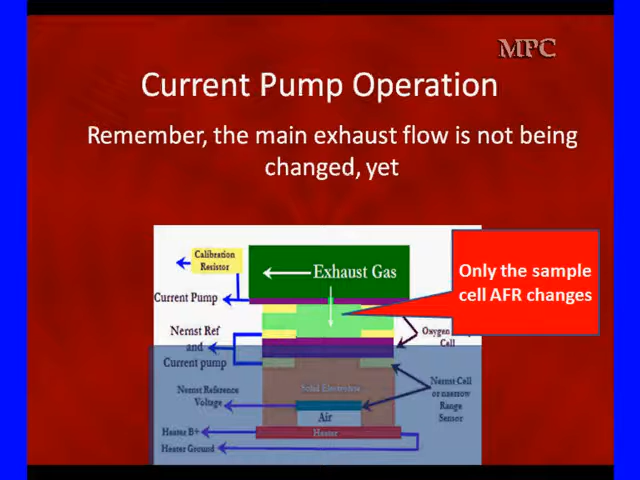 MPC
Current Pump Operation
Remember, the main exhaust flow is not being
changed, yet
Calibration
Resistor
Exhaust Gas
Only the sample
cell AFR changes
Current Pump
Nernst Ref
and
Current pump
Oxygen
Cell
Solid Electrolyte
Nernst Reference
Voltage
Nernst Cell
or narrow
Range
Sensor
Air
Heater B+
Heater
Heater Ground